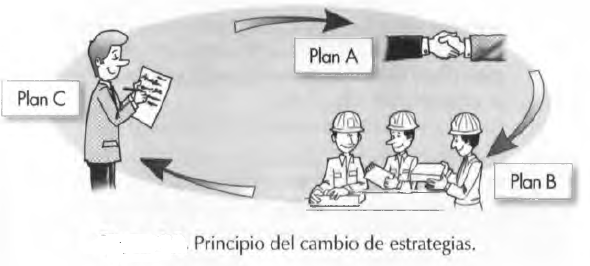 Plan A
Plan C
Plan B
. Principio del cambio de estrategias.